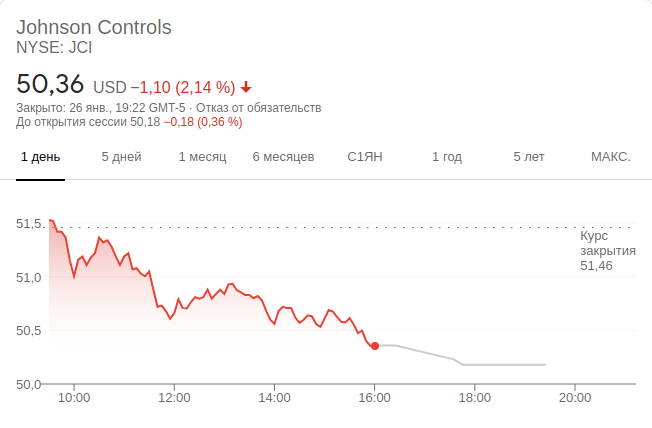 Johnson Controls
NYSE: JCI
50,36 USD −1,10 (2,14 %)
Закрыто: 26 янв., 19:22 GMT-5 · Отказ от обязательств
До открытия сессии 50,18 −0,18 (0,36 %)
1 день 5 дней 1 месяц 6 месяцев С1ЯН 1 год 5 лет МАКС.
51,5
Курс
закрытия
51,46
51,0
50,5
50,0
10:00 12:00 14:00 16:00 18:00 20:00